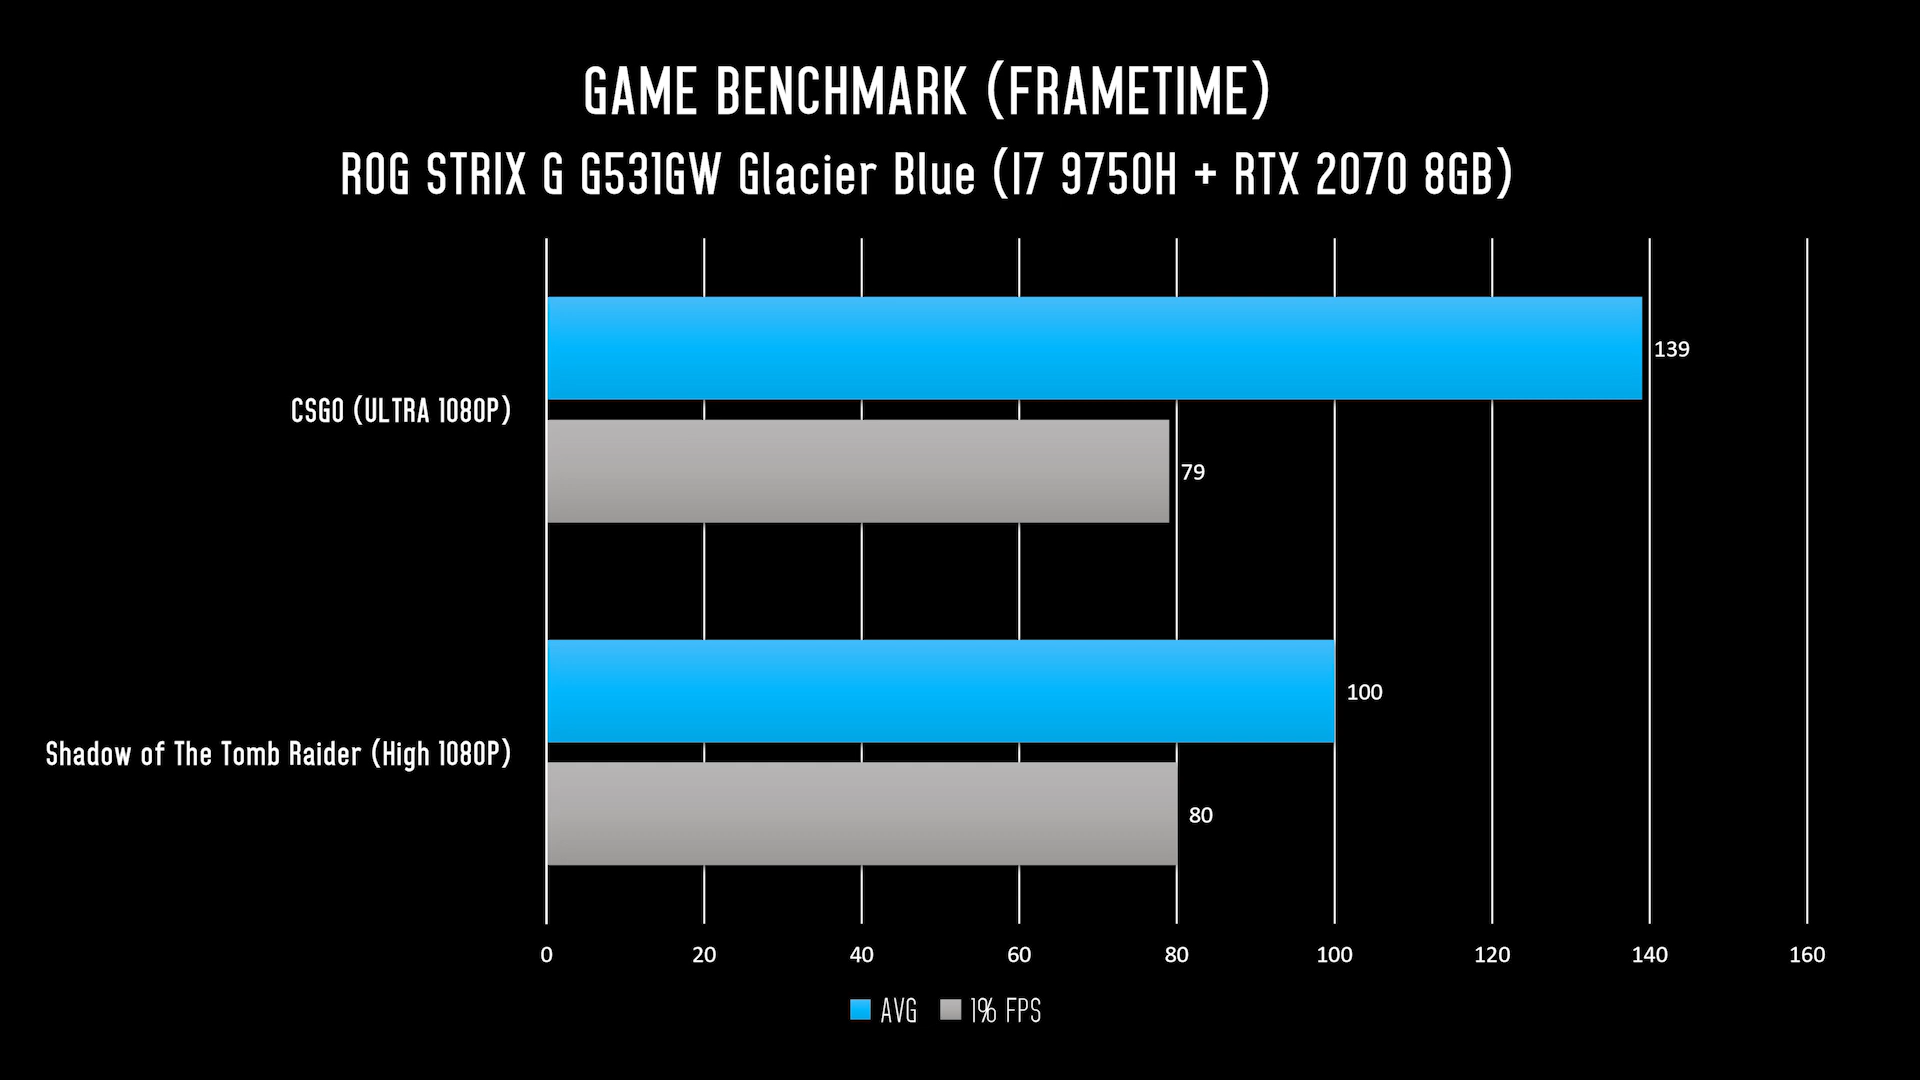 GAME BENCHMARK (FRAMETIME)
ROG STRIX G G531GW Glacier Blue (I7 9750H + RTX 2070 8GB)
CSGO (ULTRA 1080P)
139
79
Shadow of The Tomb Raider (High 1080P)
100
80
0 20 40 60 80 100 120 140 160
AVG 1% FPS